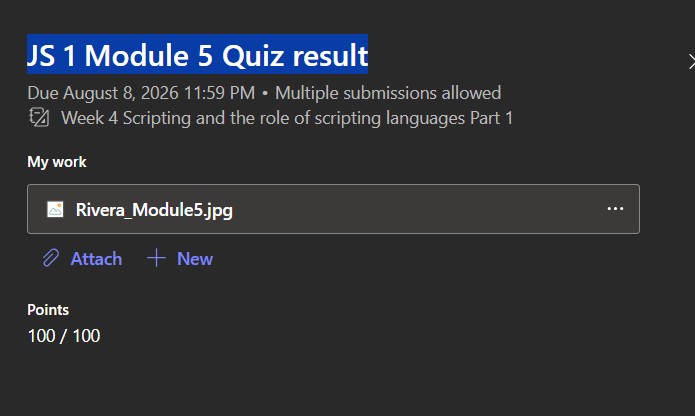 JS 1 Module 5 Quiz result
Due August 8, 2026 11:59 PM • Multiple submissions allowed
Week 4 Scripting and the role of scripting languages Part 1
My work
Rivera_Module5.jpg
Attach
New
Points
100 / 100